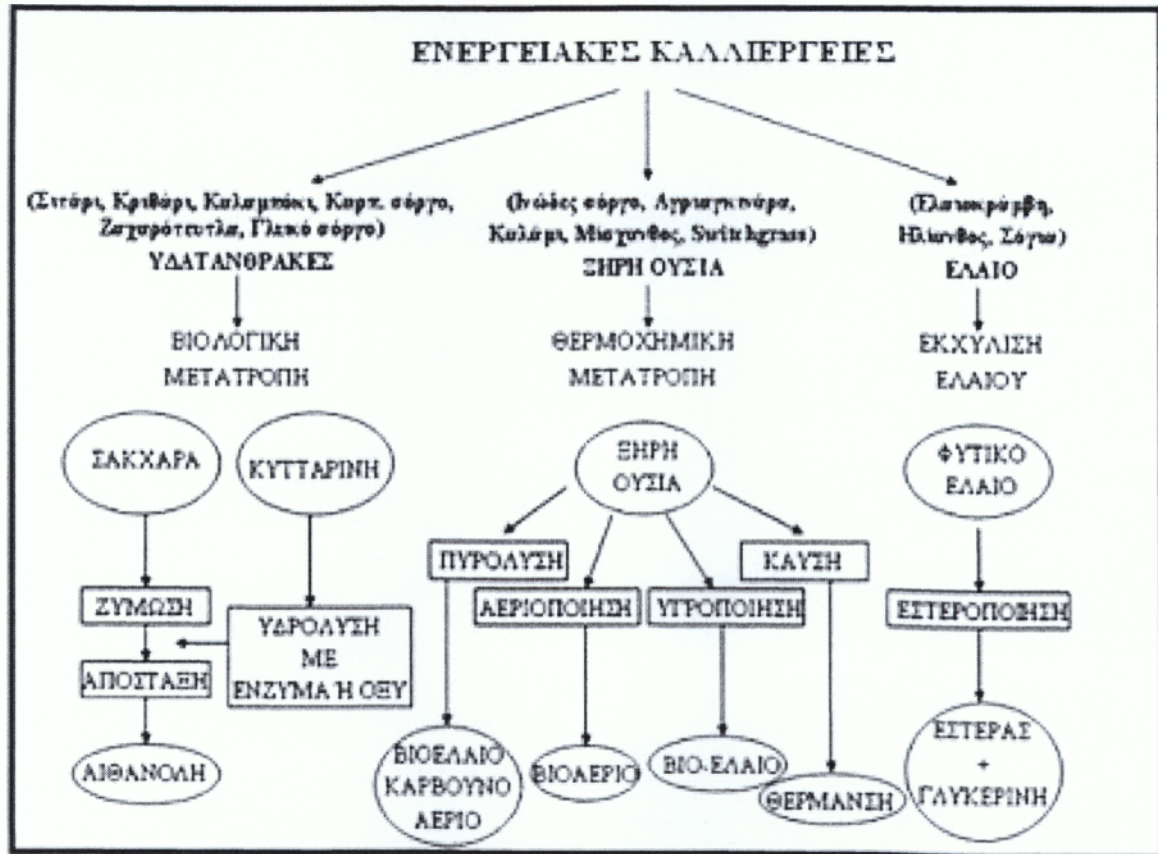 ΕΝΕΡΓΕΙΑΚΕΣ ΚΑΛΛΙΕΡΓΕΙΕΣ
(Σιτάρι, Κριθάρι, Καλαμπόκι, Καρπ. σόργο,
Ζαχαρότευτλα, Γλυκό σόργο)
ΥΔΑΤΑΝΘΡΑΚΕΣ
(Ινώδες σόργο, Αγριαγκινάρα,
Καλάμι, Μίσχανθος, Switchgrass)
ΞΗΡΗ ΟΥΣΙΑ
(Ελαιοκράμβη,
Ηλίανθος, Σόγια)
ΕΛΑΙΟ
ΒΙΟΛΟΓΙΚΗ
ΜΕΤΑΤΡΟΠΗ
ΘΕΡΜΟΧΗΜΙΚΗ
ΜΕΤΑΤΡΟΠΗ
ΕΚΧΥΛΙΣΗ
ΕΛΑΙΟΥ
ΣΑΚΧΑΡΑ
ΚΥΤΤΑΡΙΝΗ
ΞΗΡΗ
ΟΥΣΙΑ
ΦΥΤΙΚΟ
ΕΛΑΙΟ
ΠΥΡΟΛΥΣΗ
ΚΑΥΣΗ
ΖΥΜΩΣΗ
ΑΕΡΙΟΠΟΙΗΣΗ
ΥΓΡΟΠΟΙΗΣΗ
ΕΣΤΕΡΟΠΟΙΗΣΗ
ΥΔΡΟΛΥΣΗ
ΜΕ
ΕΝΖΥΜΑ Ή ΟΞΥ
ΑΠΟΣΤΑΞΗ
ΑΙΘΑΝΟΛΗ
ΒΙΟΕΛΑΙΟ
ΚΑΡΒΟΥΝΟ
ΑΕΡΙΟ
ΒΙΟΑΕΡΙΟ
ΒΙΟ-ΕΛΑΙΟ
ΘΕΡΜΑΝΣΗ
ΕΣΤΕΡΑΣ
+
ΓΛΥΚΕΡΙΝΗ